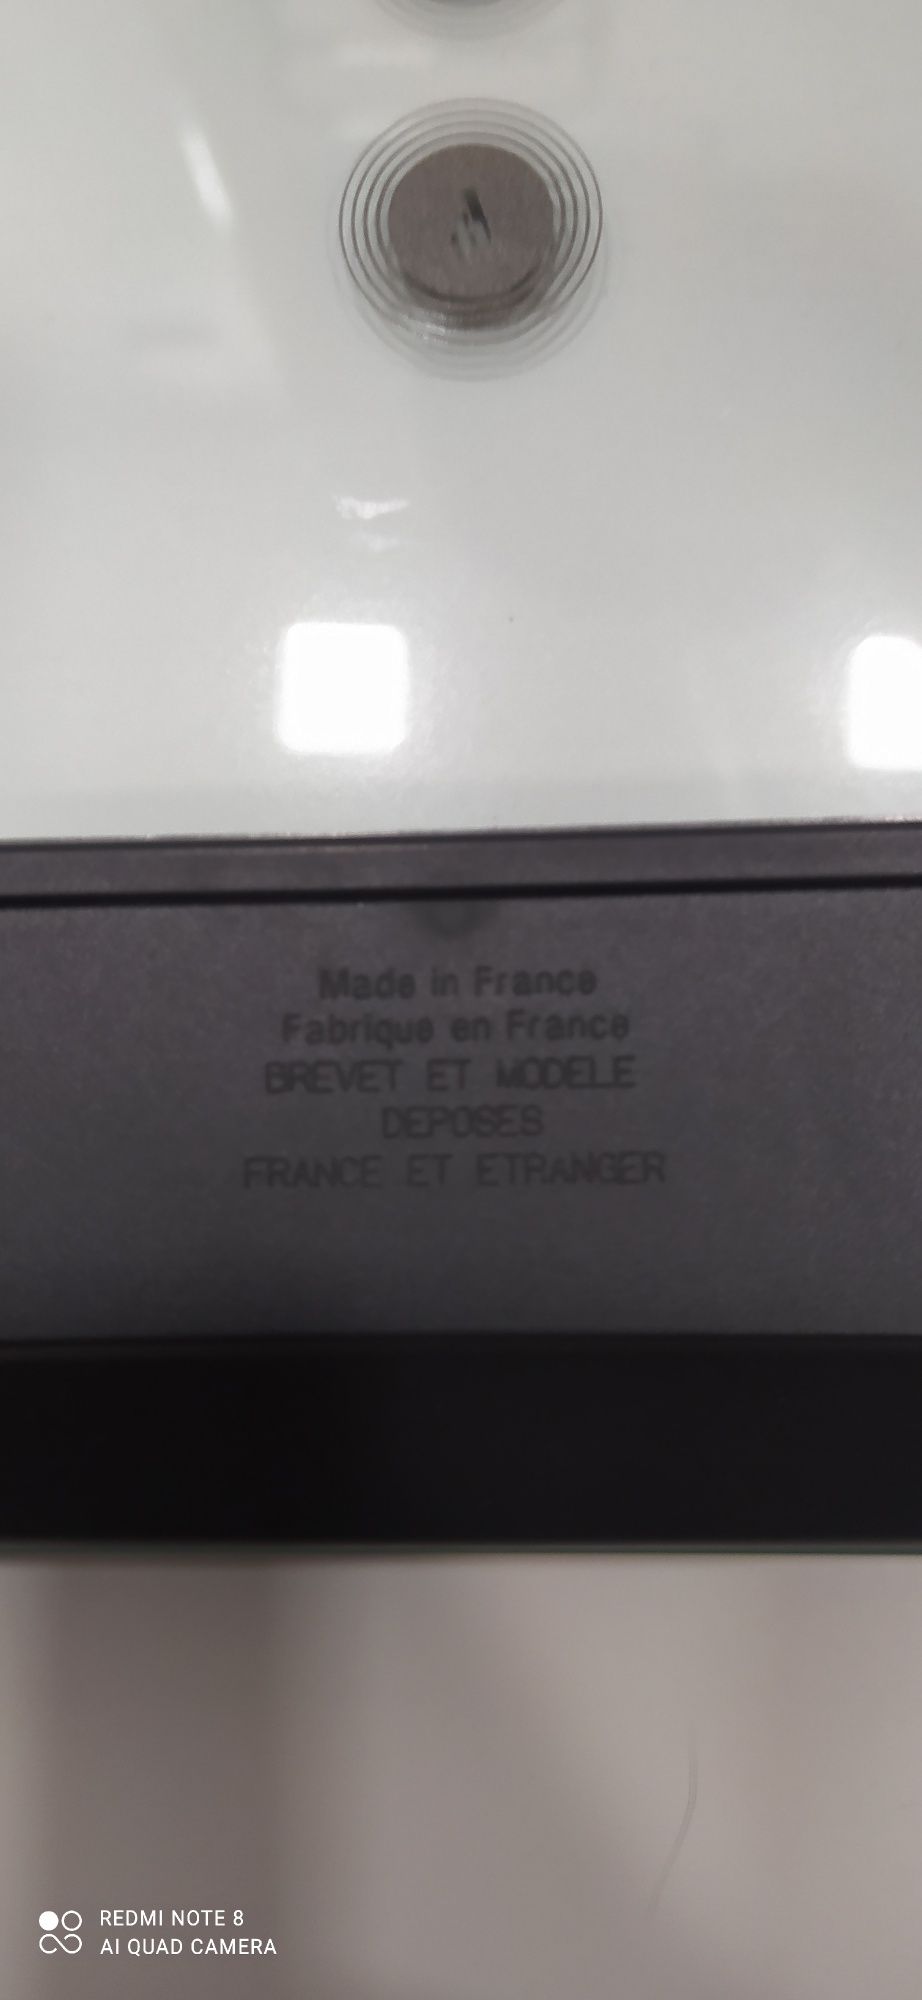 Made in France
Fabrique en France
BREVET ET MODELE
DEPOSES
FRANCE ET ETRANGER
REDMI NOTE 8
AI QUAD CAMERA